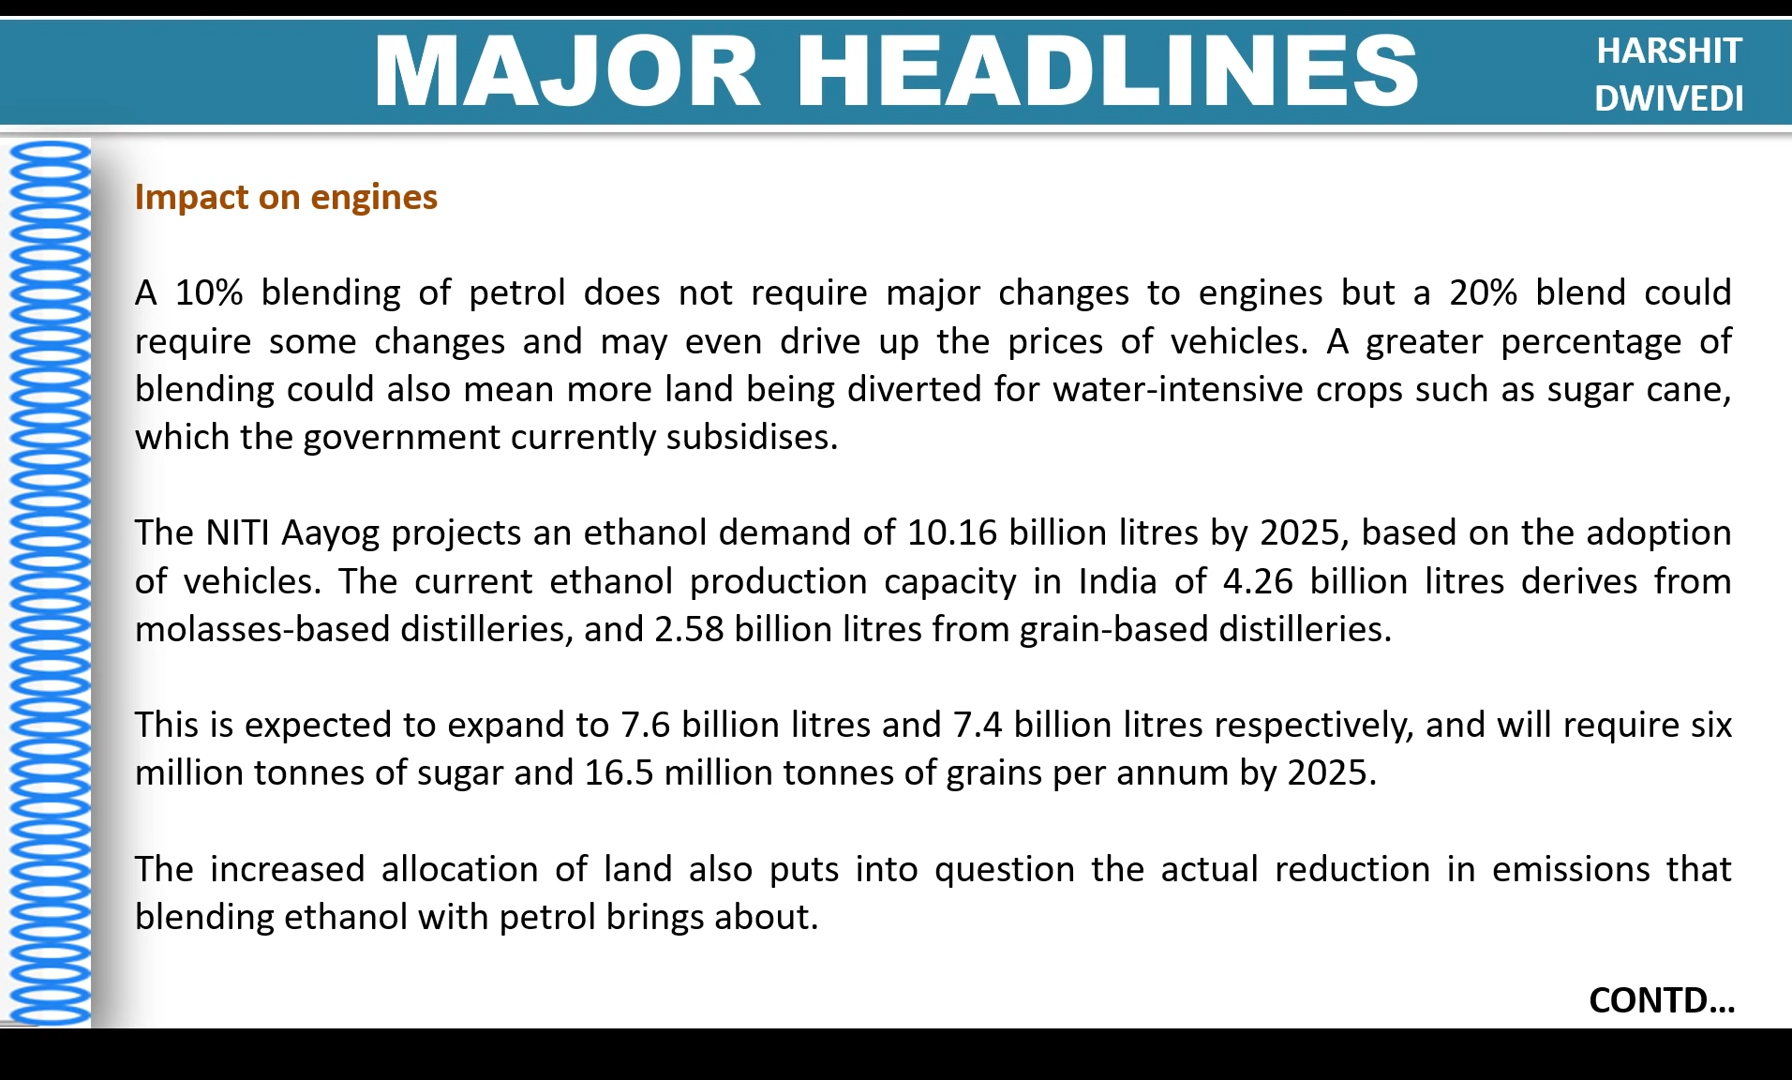 MAJOR HEADLINES
HARSHIT
DWIVEDI
Impact on engines
A 10% blending of petrol does not require major changes to engines but a 20% blend could
require some changes and may even drive up the prices of vehicles. A greater percentage of
blending could also mean more land being diverted for water-intensive crops such as sugar cane,
which the government currently subsidises.
The NITI Aayog projects an ethanol demand of 10.16 billion litres by 2025, based on the adoption
of vehicles. The current ethanol production capacity in India of 4.26 billion litres derives from
molasses-based distilleries, and 2.58 billion litres from grain-based distilleries.
This is expected to expand to 7.6 billion litres and 7.4 billion litres respectively, and will require six
million tonnes of sugar and 16.5 million tonnes of grains per annum by 2025.
The increased allocation of land also puts into question the actual reduction in emissions that
blending ethanol with petrol brings about.
CONTD...